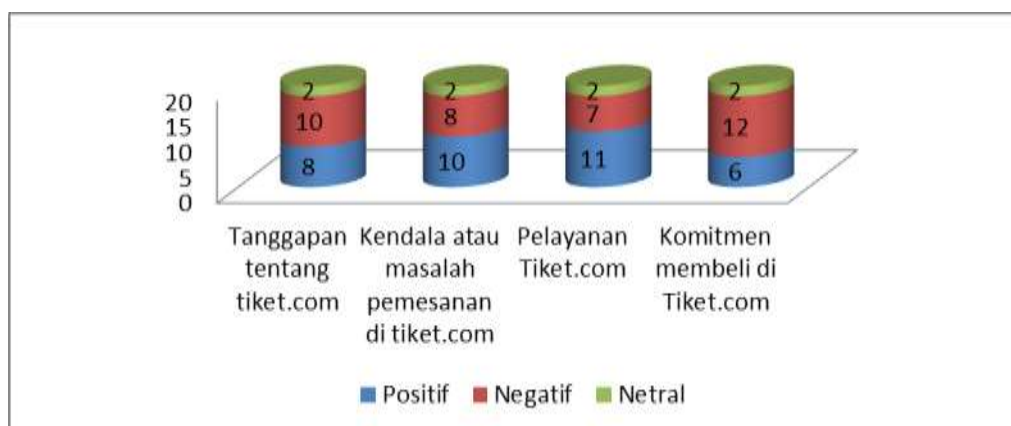 20
15
10
5
0
2
10
8
2
8
10
2
7
11
2
12
6
Tanggapan
tentang
tiket.com
Kendala atau
masalah
pemesanan
di tiket.com
Pelayanan
Tiket.com
Komitmen
membeli di
Tiket.com
Positif Negatif Netral